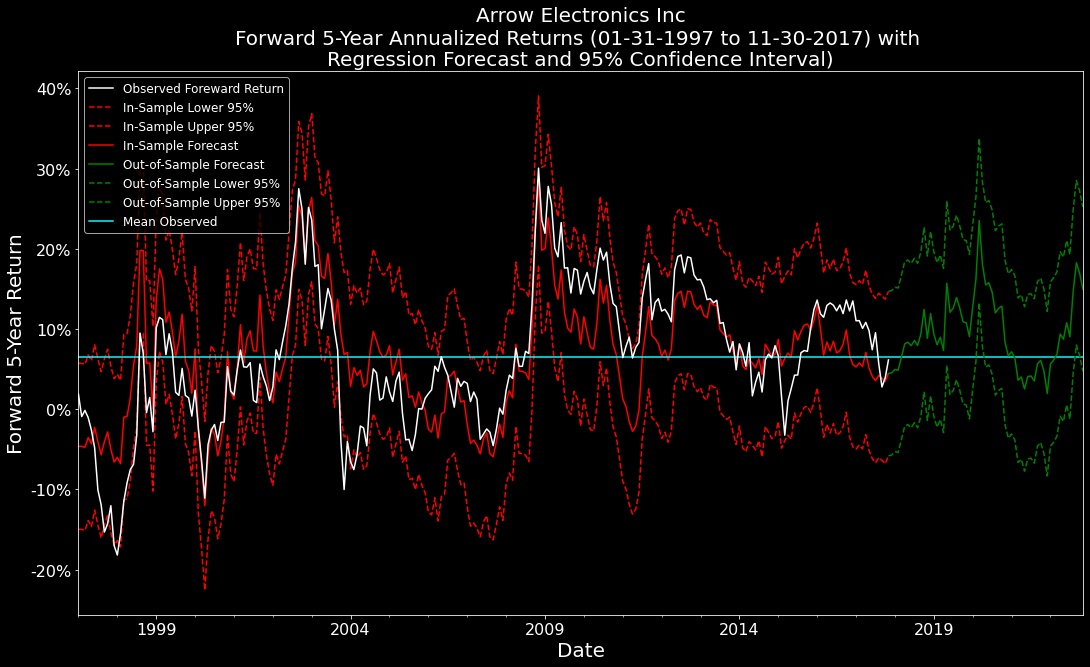 Arrow Electronics Inc
Forward 5-Year Annualized Returns (01-31-1997 to 11-30-2017) with
Regression Forecast and 95% Confidence Interval)
Observed Foreward Return
In-Sample Lower 95%
In-Sample Upper 95%
In-Sample Forecast
Out-of-Sample Forecast
Out-of-Sample Lower 95%
Out-of-Sample Upper 95%
Mean Observed
Forward 5-Year Return
40%
30%
20%
10%
0%
-10%
-20%
1999
2004
2009
2014
2019
Date